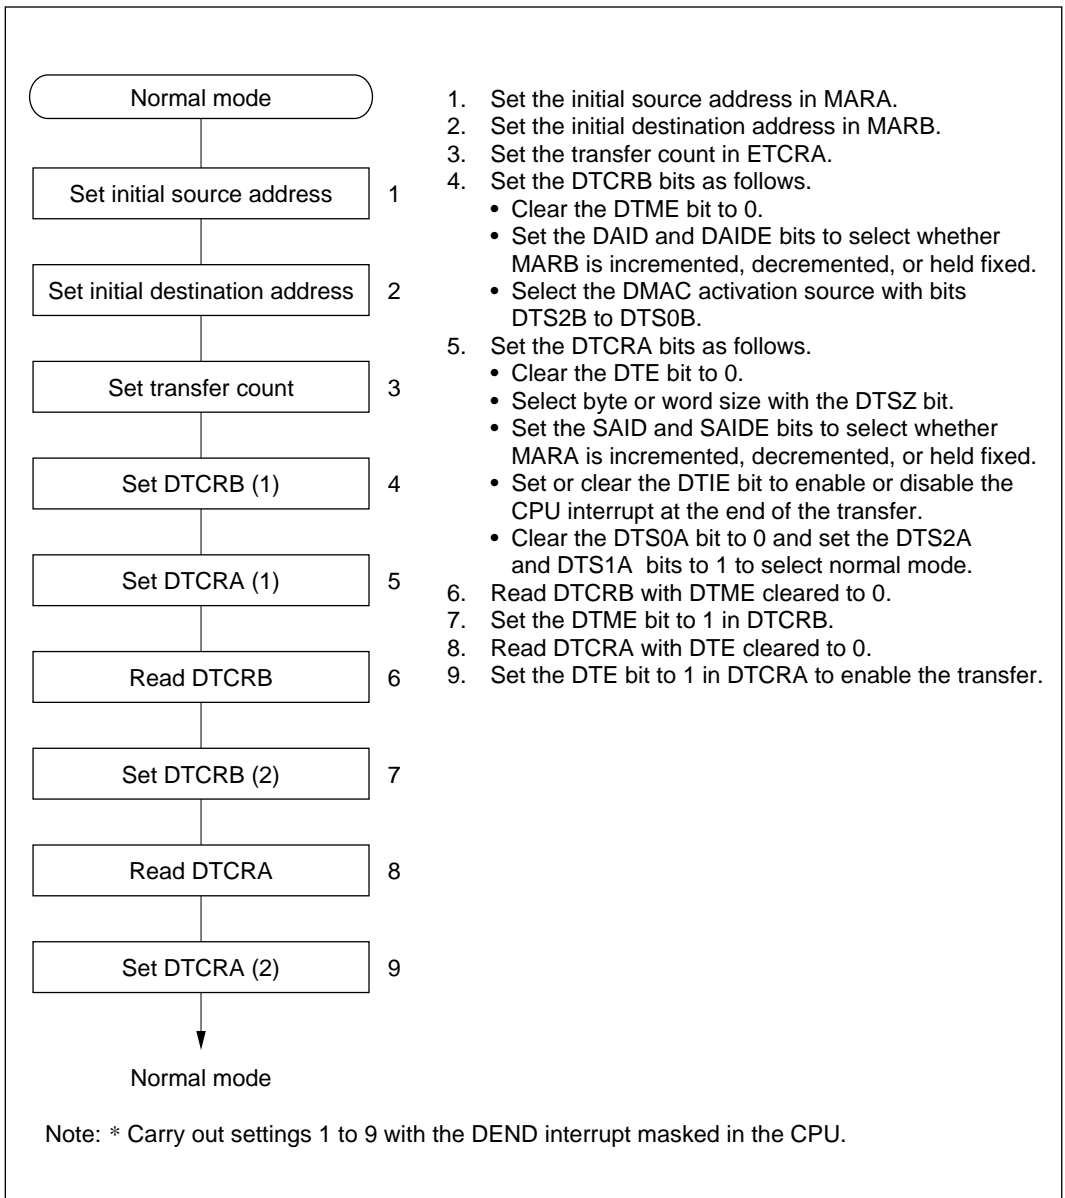 Normal mode
Set initial source address 1
Set initial destination address 2
Set transfer count 3
Set DTCRB (1) 4
Set DTCRA (1) 5
Read DTCRB 6
Set DTCRB (2) 7
Read DTCRA 8
Set DTCRA (2) 9
Normal mode
1. Set the initial source address in MARA.
2. Set the initial destination address in MARB.
3. Set the transfer count in ETCRA.
4. Set the DTCRB bits as follows.
• Clear the DTME bit to 0.
• Set the DAID and DAIDE bits to select whether
MARB is incremented, decremented, or held fixed.
• Select the DMAC activation source with bits
DTS2B to DTS0B.
5. Set the DTCRA bits as follows.
• Clear the DTE bit to 0.
• Select byte or word size with the DTSZ bit.
• Set the SAID and SAIDE bits to select whether
MARA is incremented, decremented, or held fixed.
• Set or clear the DTIE bit to enable or disable the
CPU interrupt at the end of the transfer.
• Clear the DTS0A bit to 0 and set the DTS2A
and DTS1A bits to 1 to select normal mode.
6. Read DTCRB with DTME cleared to 0.
7. Set the DTME bit to 1 in DTCRB.
8. Read DTCRA with DTE cleared to 0.
9. Set the DTE bit to 1 in DTCRA to enable the transfer.
Note: * Carry out settings 1 to 9 with the DEND interrupt masked in the CPU.